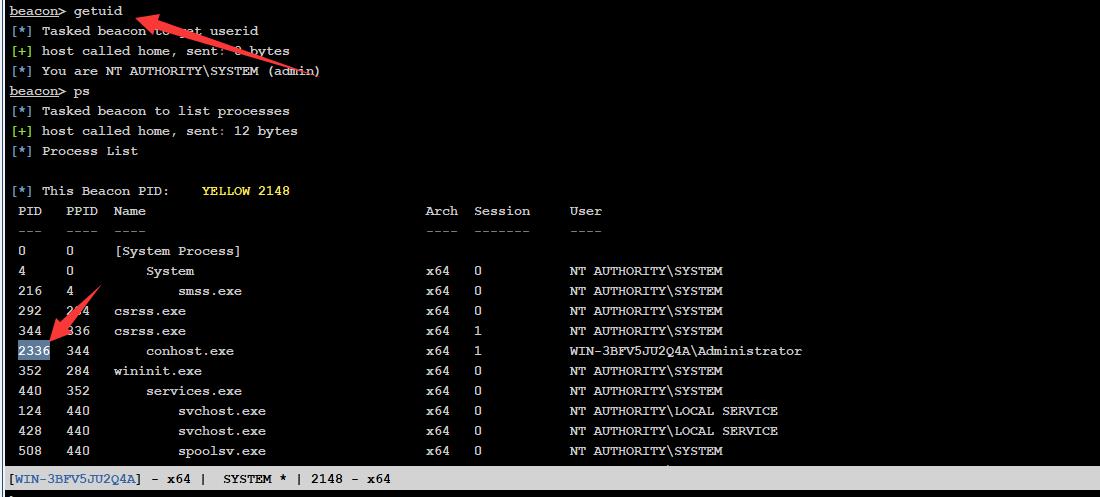 beacon> getuid
[*] Tasked beacon to get userid
[+] host called home, sent: 8 bytes
[*] You are NT AUTHORITY\SYSTEM (admin)
beacon> ps
[*] Tasked beacon to list processes
[+] host called home, sent: 12 bytes
[*] Process List
[*] This Beacon PID: YELLOW 2148
PID PPID Name Arch Session User
--- ---- ---- ---- ------- ----
0 0 [System Process]
4 0 System x64 0 NT AUTHORITY\SYSTEM
216 4 smss.exe x64 0 NT AUTHORITY\SYSTEM
292 284 csrss.exe x64 0 NT AUTHORITY\SYSTEM
344 336 csrss.exe x64 1 NT AUTHORITY\SYSTEM
2336 344 conhost.exe x64 1 WIN-3BFV5JU2Q4A\Administrator
352 284 wininit.exe x64 0 NT AUTHORITY\SYSTEM
440 352 services.exe x64 0 NT AUTHORITY\SYSTEM
124 440 svchost.exe x64 0 NT AUTHORITY\LOCAL SERVICE
428 440 svchost.exe x64 0 NT AUTHORITY\LOCAL SERVICE
508 440 spoolsv.exe x64 0 NT AUTHORITY\SYSTEM
[WIN-3BFV5JU2Q4A] - x64 | SYSTEM * | 2148 - x64